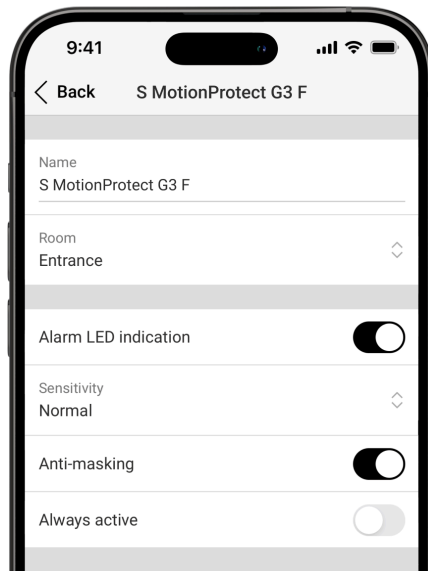 9:41
Back S MotionProtect G3 F
Name
S MotionProtect G3 F
Room
Entrance
Alarm LED indication
Sensitivity
Normal
Anti-masking
Always active